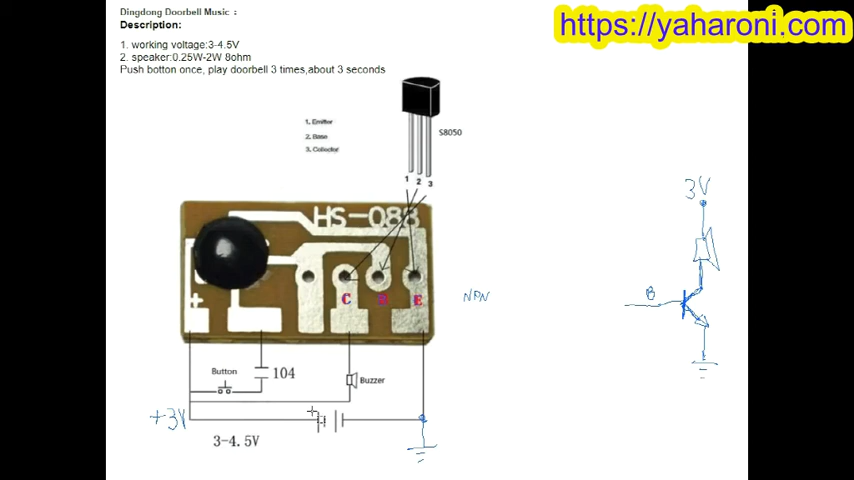 Dingdong Doorbell Music :
https://yaharoni.com
Description:
1. working voltage:3-4.5V
2. speaker:0.25W-2W 8ohm
Push botton once, play doorbell 3 times,about 3 seconds
1. Emitter
2. Base
3. Collector
S8050
1 2 3
3V
HS-088
C B E
+
NPN
B
Button
104
Buzzer
+3V
+
3-4.5V